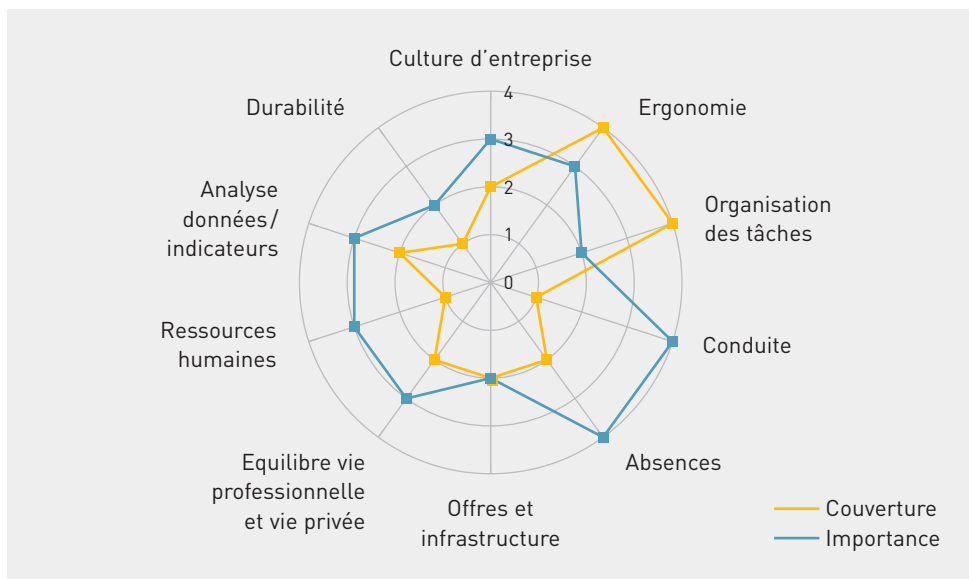 Culture d’entreprise
4
3
2
1
0
Ergonomie
Organisation
des tâches
Conduite
Absences
Offres et
infrastructure
Equilibre vie
professionnelle
et vie privée
Ressources
humaines
Analyse
données/
indicateurs
Durabilité
Couverture
Importance